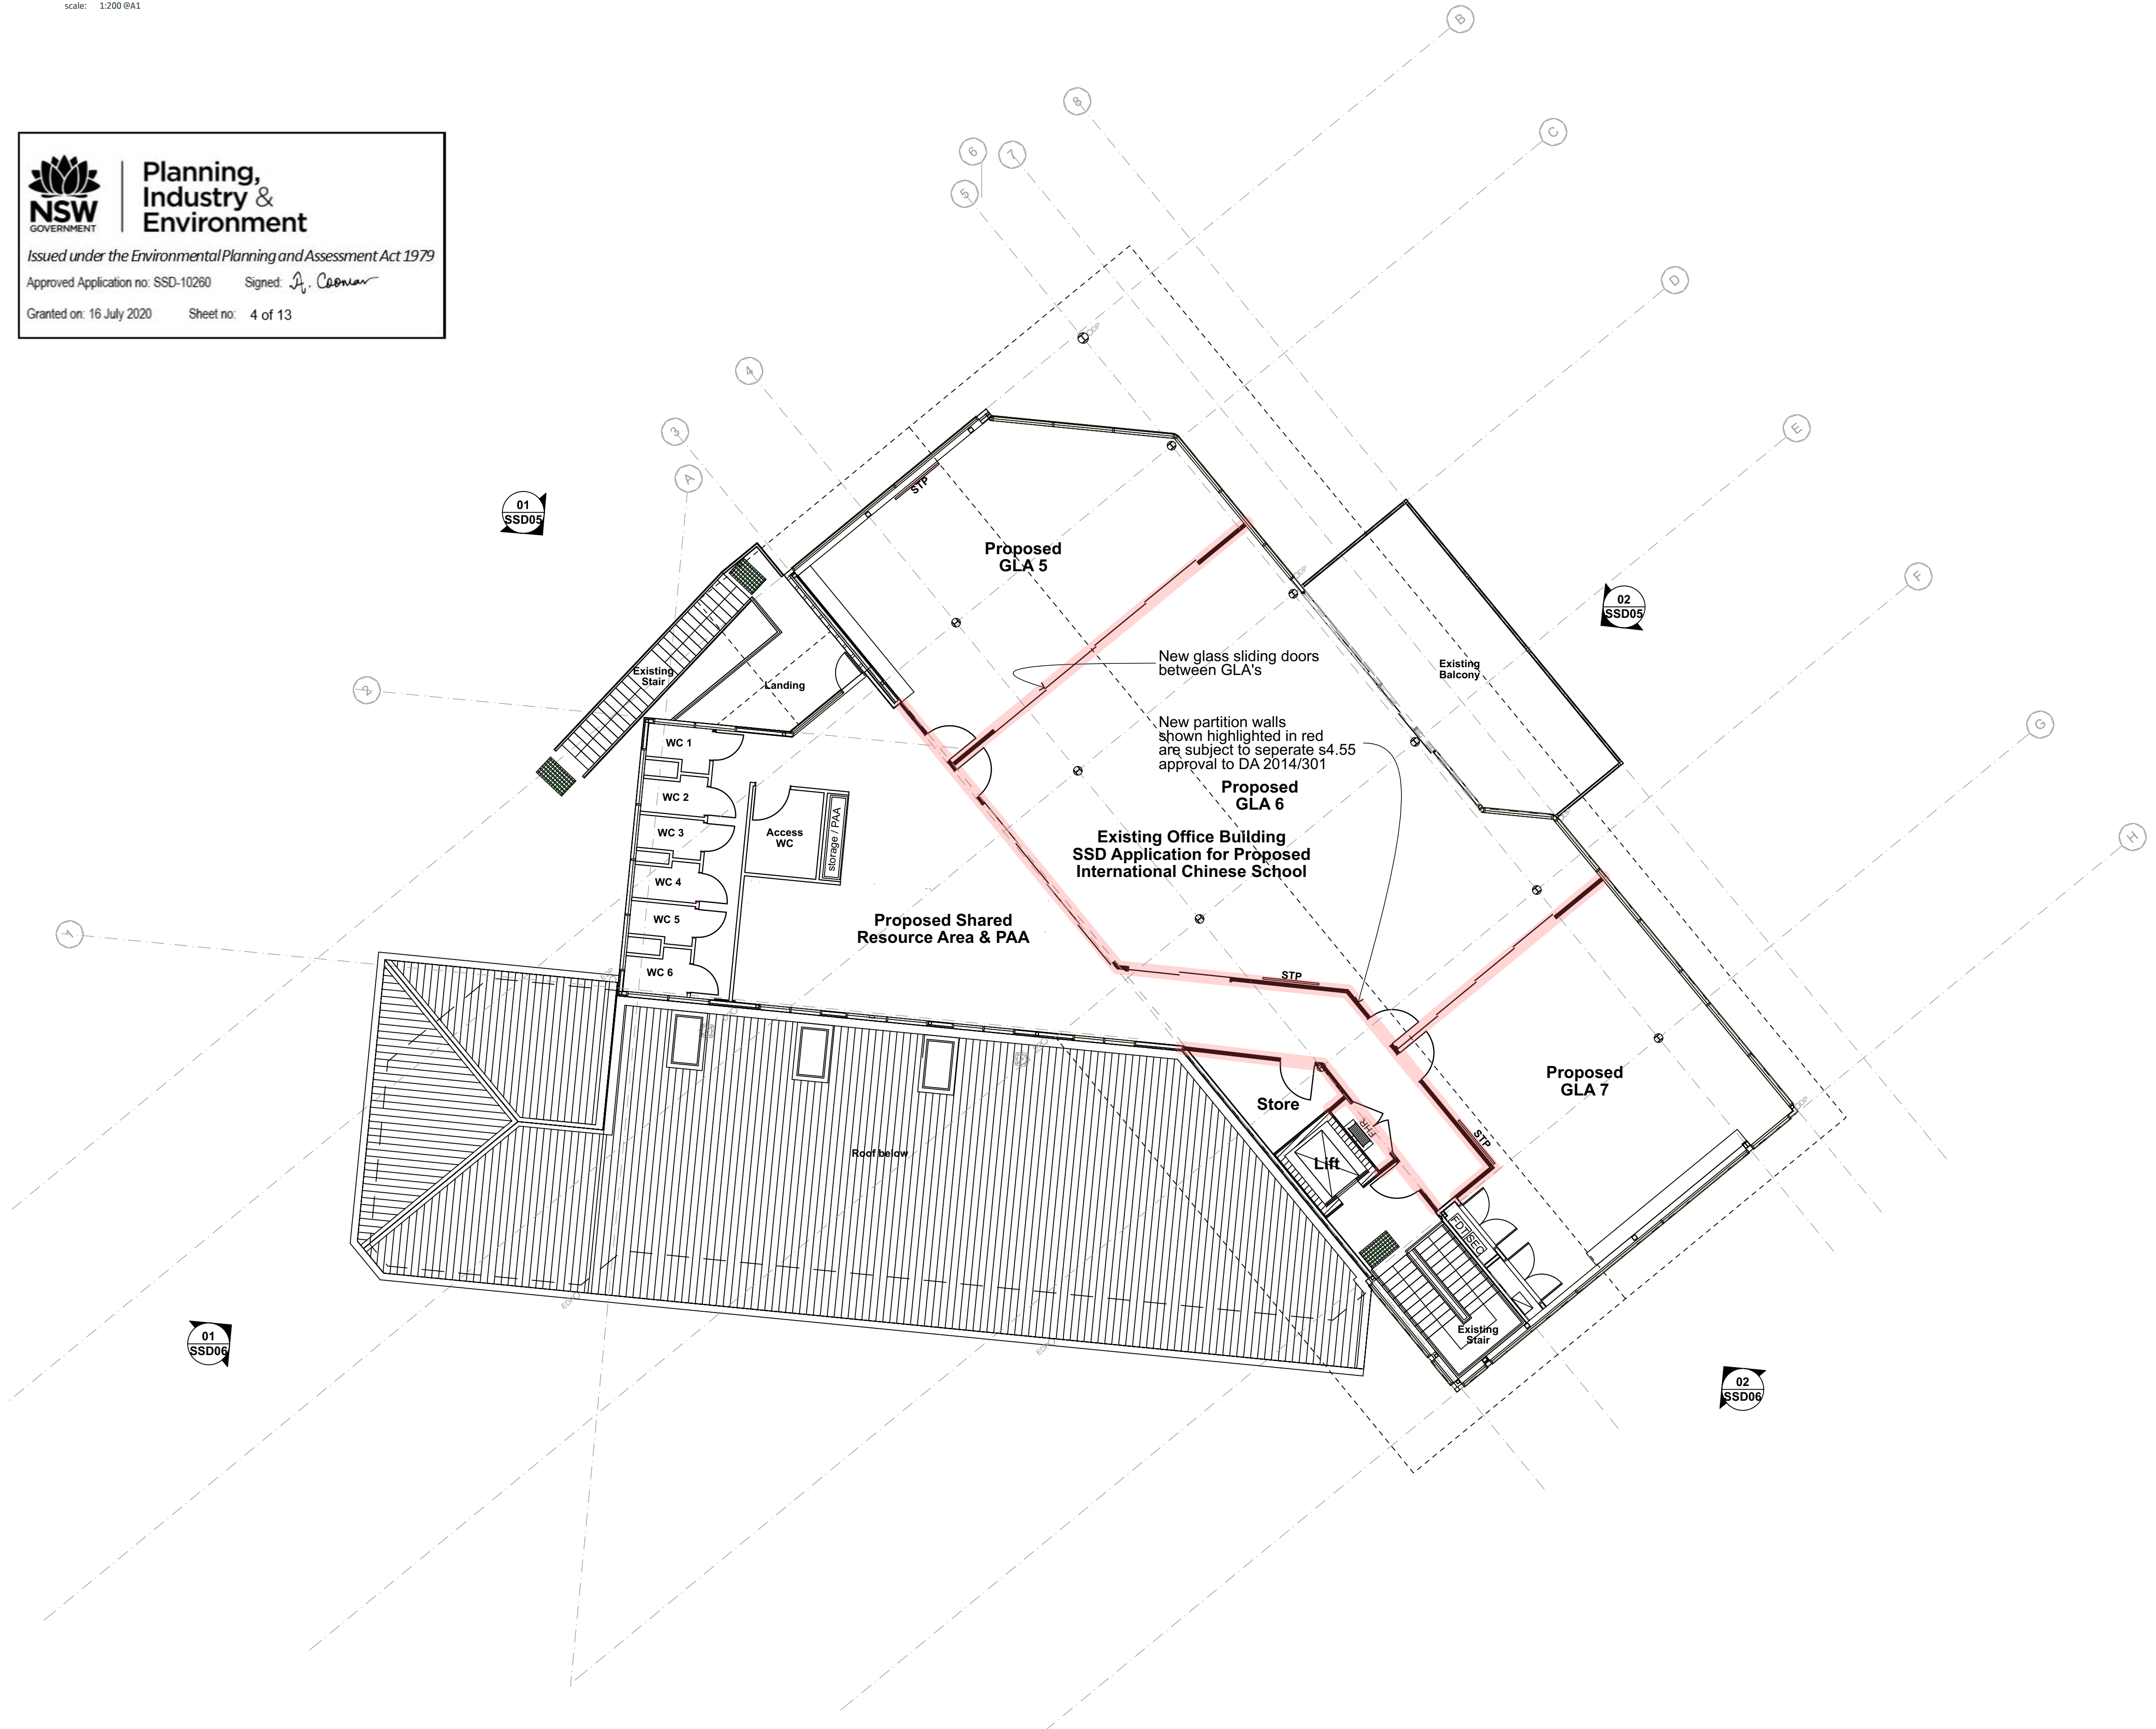 scale: 1:200 @A1
NSW
GOVERNMENT
Planning,
Industry &
Environment
Issued under the Environmental Planning and Assessment Act 1979
Approved Application no: SSD-10260 Signed: A. Coomar
Granted on: 16 July 2020 Sheet no: 4 of 13
B
8
C
6
7
5
D
4
E
3
A
01
SSD05
STP
Proposed
GLA 5
F
02
SSD05
New glass sliding doors
between GLA's
Existing
Balcony
Existing
Stair
Landing
2
G
New partition walls
shown highlighted in red
are subject to seperate s4.55
approval to DA 2014/301
WC 1
Proposed
GLA 6
WC 2
WC 3
Access
WC
storage / PAA
H
Existing Office Building
SSD Application for Proposed
International Chinese School
WC 4
WC 5
Proposed Shared
Resource Area & PAA
1
WC 6
STP
Proposed
GLA 7
Store
FHR
STP
Roof below
Lift
FDT/SEC
Existing
Stair
01
SSD06
02
SSD06